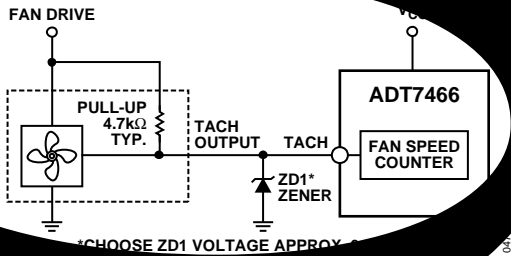 FAN DRIVE
ADT7466
PULL-UP
4.7kΩ
TYP.
TACH
OUTPUT
TACH
FAN SPEED
COUNTER
ZD1*
ZENER
*CHOOSE ZD1 VOLTAGE APPROX.